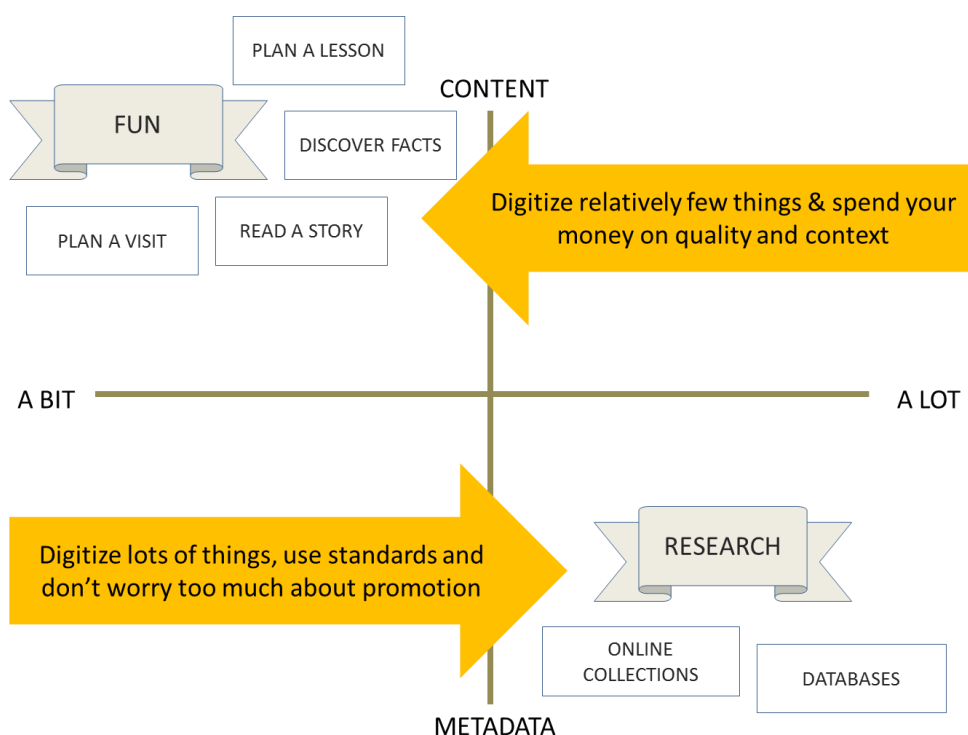 PLAN A LESSON
CONTENT
FUN
DISCOVER FACTS
Digitize relatively few things & spend your
money on quality and context
PLAN A VISIT
READ A STORY
A BIT
A LOT
Digitize lots of things, use standards and
don’t worry too much about promotion
RESEARCH
ONLINE
COLLECTIONS
DATABASES
METADATA